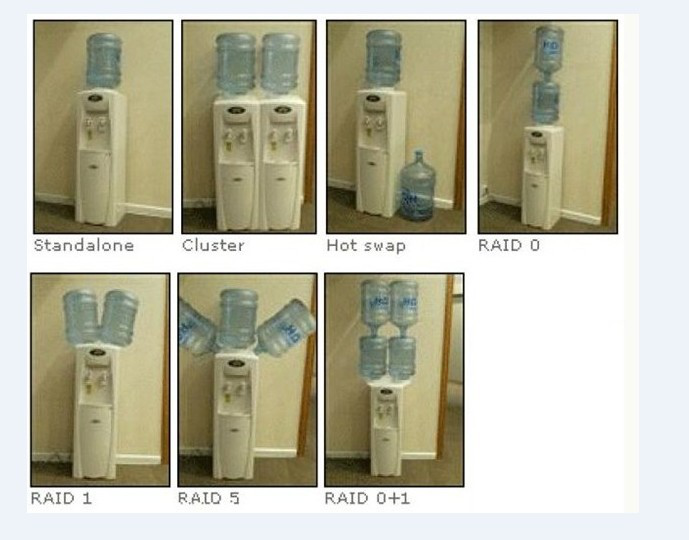 Standalone
Cluster
Hot swap
RAID 0
RAID 1
RAID 5
RAID 0+1